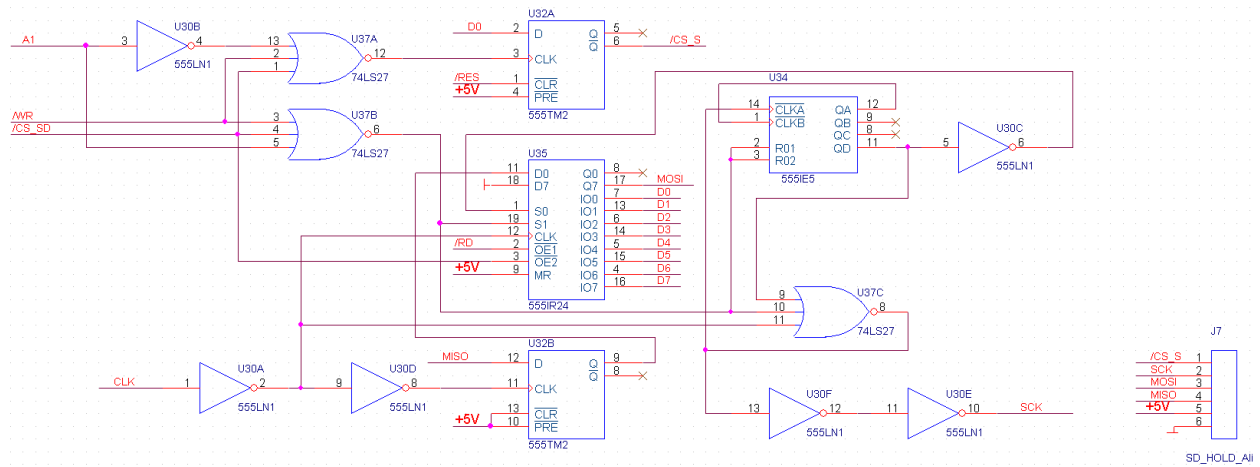 U30B
A1 3 4
555LN1
U37A
13
2
1
12
74LS27
U32A
D0 2 D Q 5
Q 6 /CS_S
3 CLK
/RES 1 CLR
+5V 4 PRE
555TM2
/WR
/CS_SD
U37B
3
4
5
6
74LS27
U34
14 CLKA QA 12
1 CLKB QB 9
QC 8
2 R01 QD 11
3 R02
555IE5
U30C
5 6
555LN1
U35
11 D0 Q0 8
18 D7 Q7 17 MOSI
IO0 7 D0
1 S0 IO1 13 D1
19 S1 IO2 6 D2
12 CLK IO3 14 D3
/RD 2 OE1 IO4 5 D4
3 OE2 IO5 15 D5
+5V 9 MR IO6 4 D6
IO7 16 D7
555IR24
U37C
9
10
11
8
74LS27
U32B
MISO 12 D Q 9
Q 8
11 CLK
13 CLR
+5V 10 PRE
555TM2
U30A
CLK 1 2
555LN1
U30D
9 8
555LN1
U30F
13 12
555LN1
U30E
11 10 SCK
555LN1
J7
/CS_S 1
SCK 2
MOSI 3
MISO 4
+5V 5
6
SD_HOLD_Ali